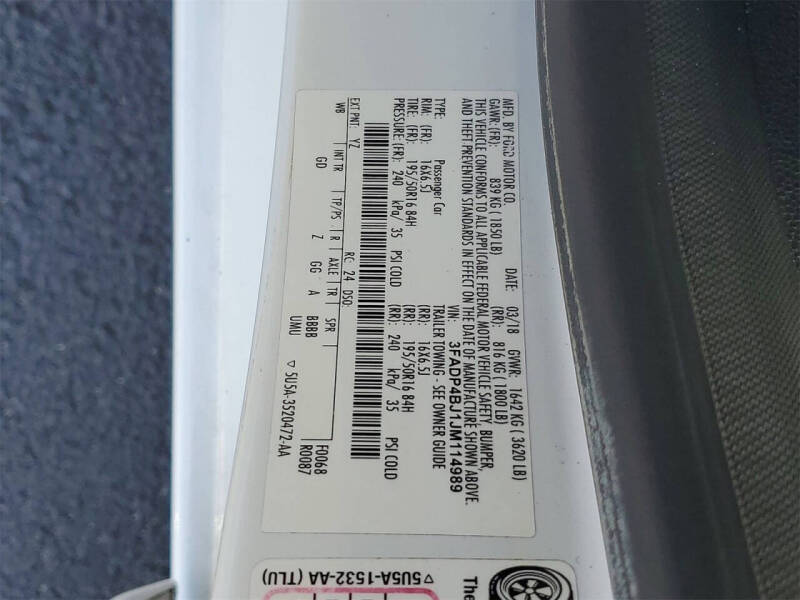 MFD. BY FORD MOTOR CO.
DATE: 03/18 GVWR: 1642 KG ( 3620 LB)
GAWR:(FR): 839 KG ( 1850 LB) (RR): 816 KG ( 1800 LB)
THIS VEHICLE CONFORMS TO ALL APPLICABLE FEDERAL MOTOR VEHICLE SAFETY, BUMPER,
AND THEFT PREVENTION STANDARDS IN EFFECT ON THE DATE OF MANUFACTURE SHOWN ABOVE.
VIN: 3FADP4BJ1JM114989
TYPE: Passenger Car TRAILER TOWING - SEE OWNER GUIDE
RIM: (FR): 16X6.5J (RR): 16X6.5J
TIRE: (FR): 195/50R16 84H (RR): 195/50R16 84H
PRESSURE:(FR): 240 kPa/ 35 PSI COLD (RR): 240 kPa/ 35 PSI COLD
EXT PNT: YZ RC: 24 DSO:
WB INT TR TP/PS R AXLE TR SPR F0068
GD Z GG A BBBB R0087
UMU
▽ 5U5A-3520472-AA
▽ 5U5A-1532-AA (TLU)
The